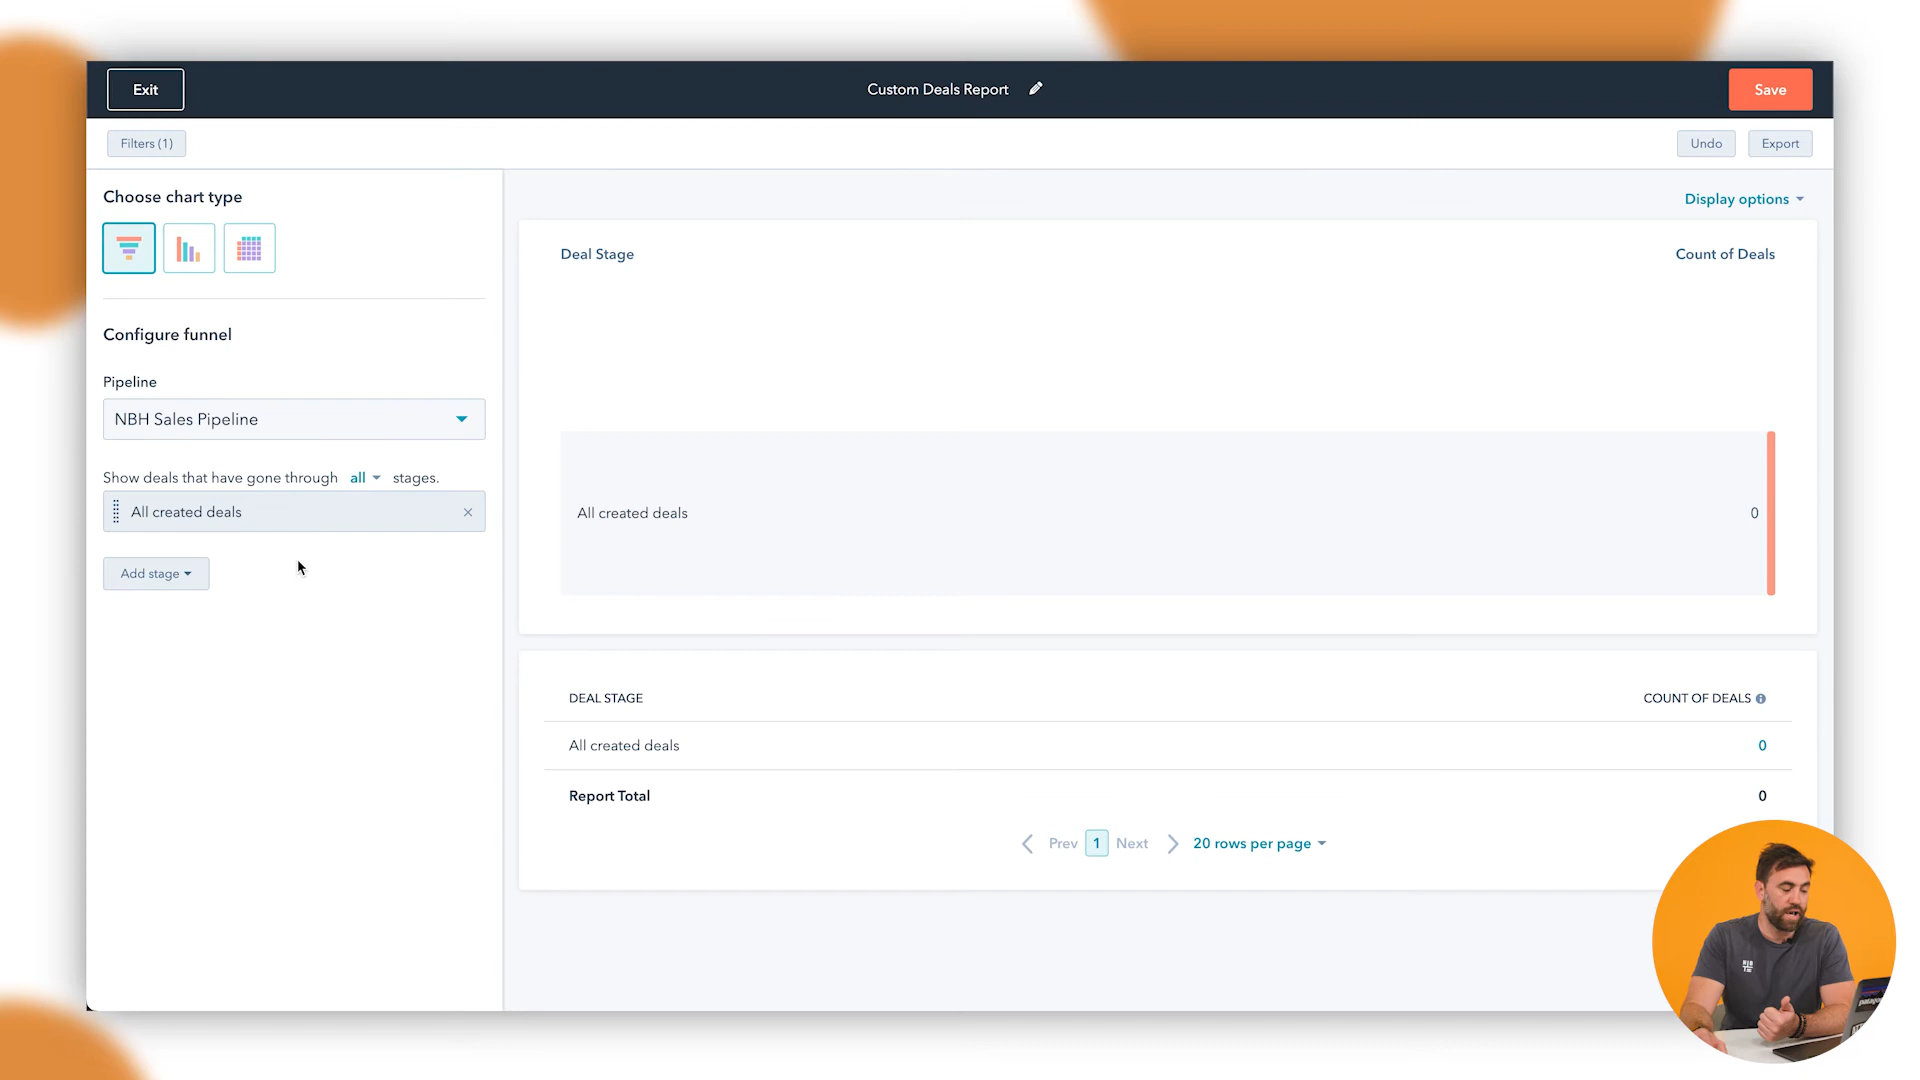 Exit
Custom Deals Report
Save
Filters (1)
Undo
Export
Choose chart type
Display options
Deal Stage
Count of Deals
Configure funnel
Pipeline
NBH Sales Pipeline
Show deals that have gone through all stages.
All created deals
Add stage
All created deals
0
DEAL STAGE
COUNT OF DEALS
All created deals
0
Report Total
0
Prev 1 Next
20 rows per page